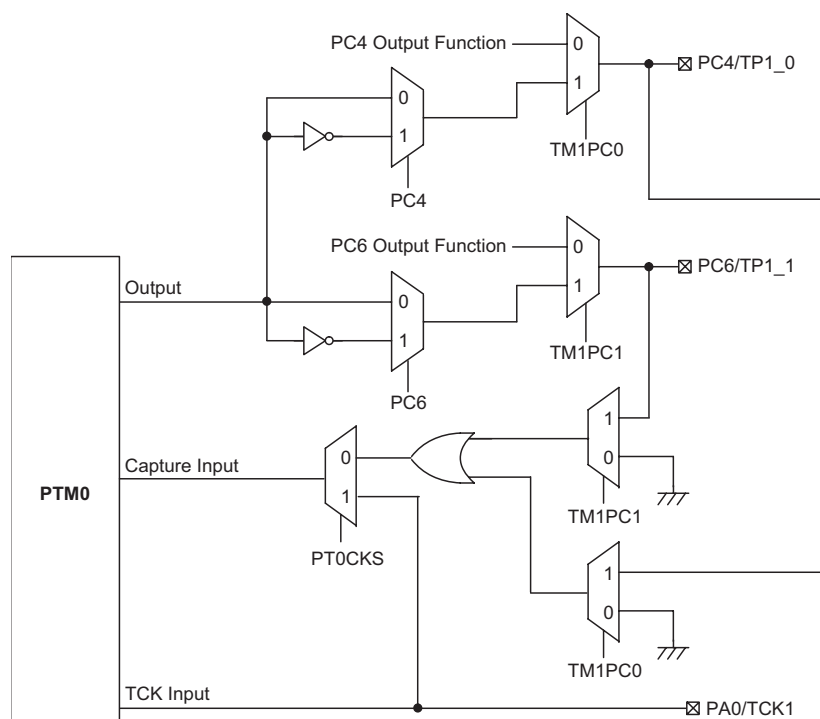 PC4 Output Function
0
1
PC4/TP1_0
TM1PC0
0
1
PC4
PC6 Output Function
0
1
PC6/TP1_1
TM1PC1
Output
0
1
PC6
Capture Input
0
1
PT0CKS
1
0
TM1PC1
PTM0
1
0
TM1PC0
TCK Input
PA0/TCK1